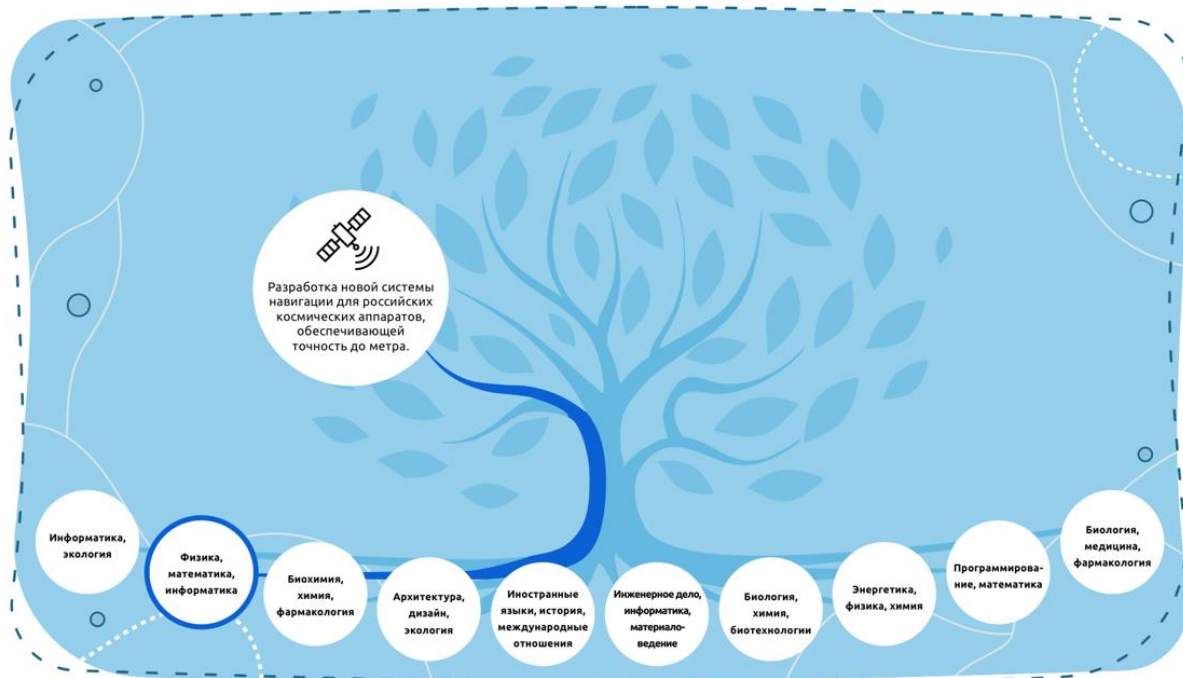 Разработка новой системы
навигации для российских
космических аппаратов,
обеспечивающей
точность до метра.
Информатика,
экология
Физика,
математика,
информатика
Биохимия,
химия,
фармакология
Архитектура,
дизайн,
экология
Иностранные
языки, история,
международные
отношения
Инженерное дело,
информатика,
материало-
ведение
Биология,
химия,
биотехнологии
Энергетика,
физика, химия
Программирова-
ние, математика
Биология,
медицина,
фармакология